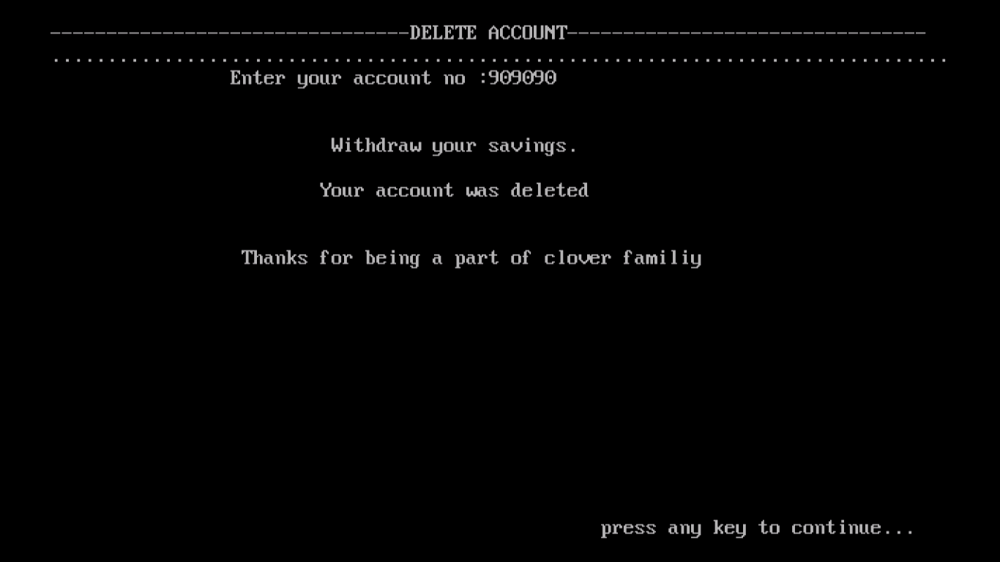 --------------------------------DELETE ACCOUNT--------------------------------
................................................................................
Enter your account no :909090
Withdraw your savings.
Your account was deleted
Thanks for being a part of clover familiy
press any key to continue...